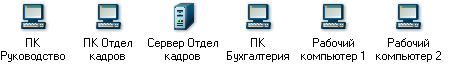 ПК Руководство
ПК Отдел кадров
Сервер Отдел кадров
ПК Бухгалтерия
Рабочий компьютер 1
Рабочий компьютер 2